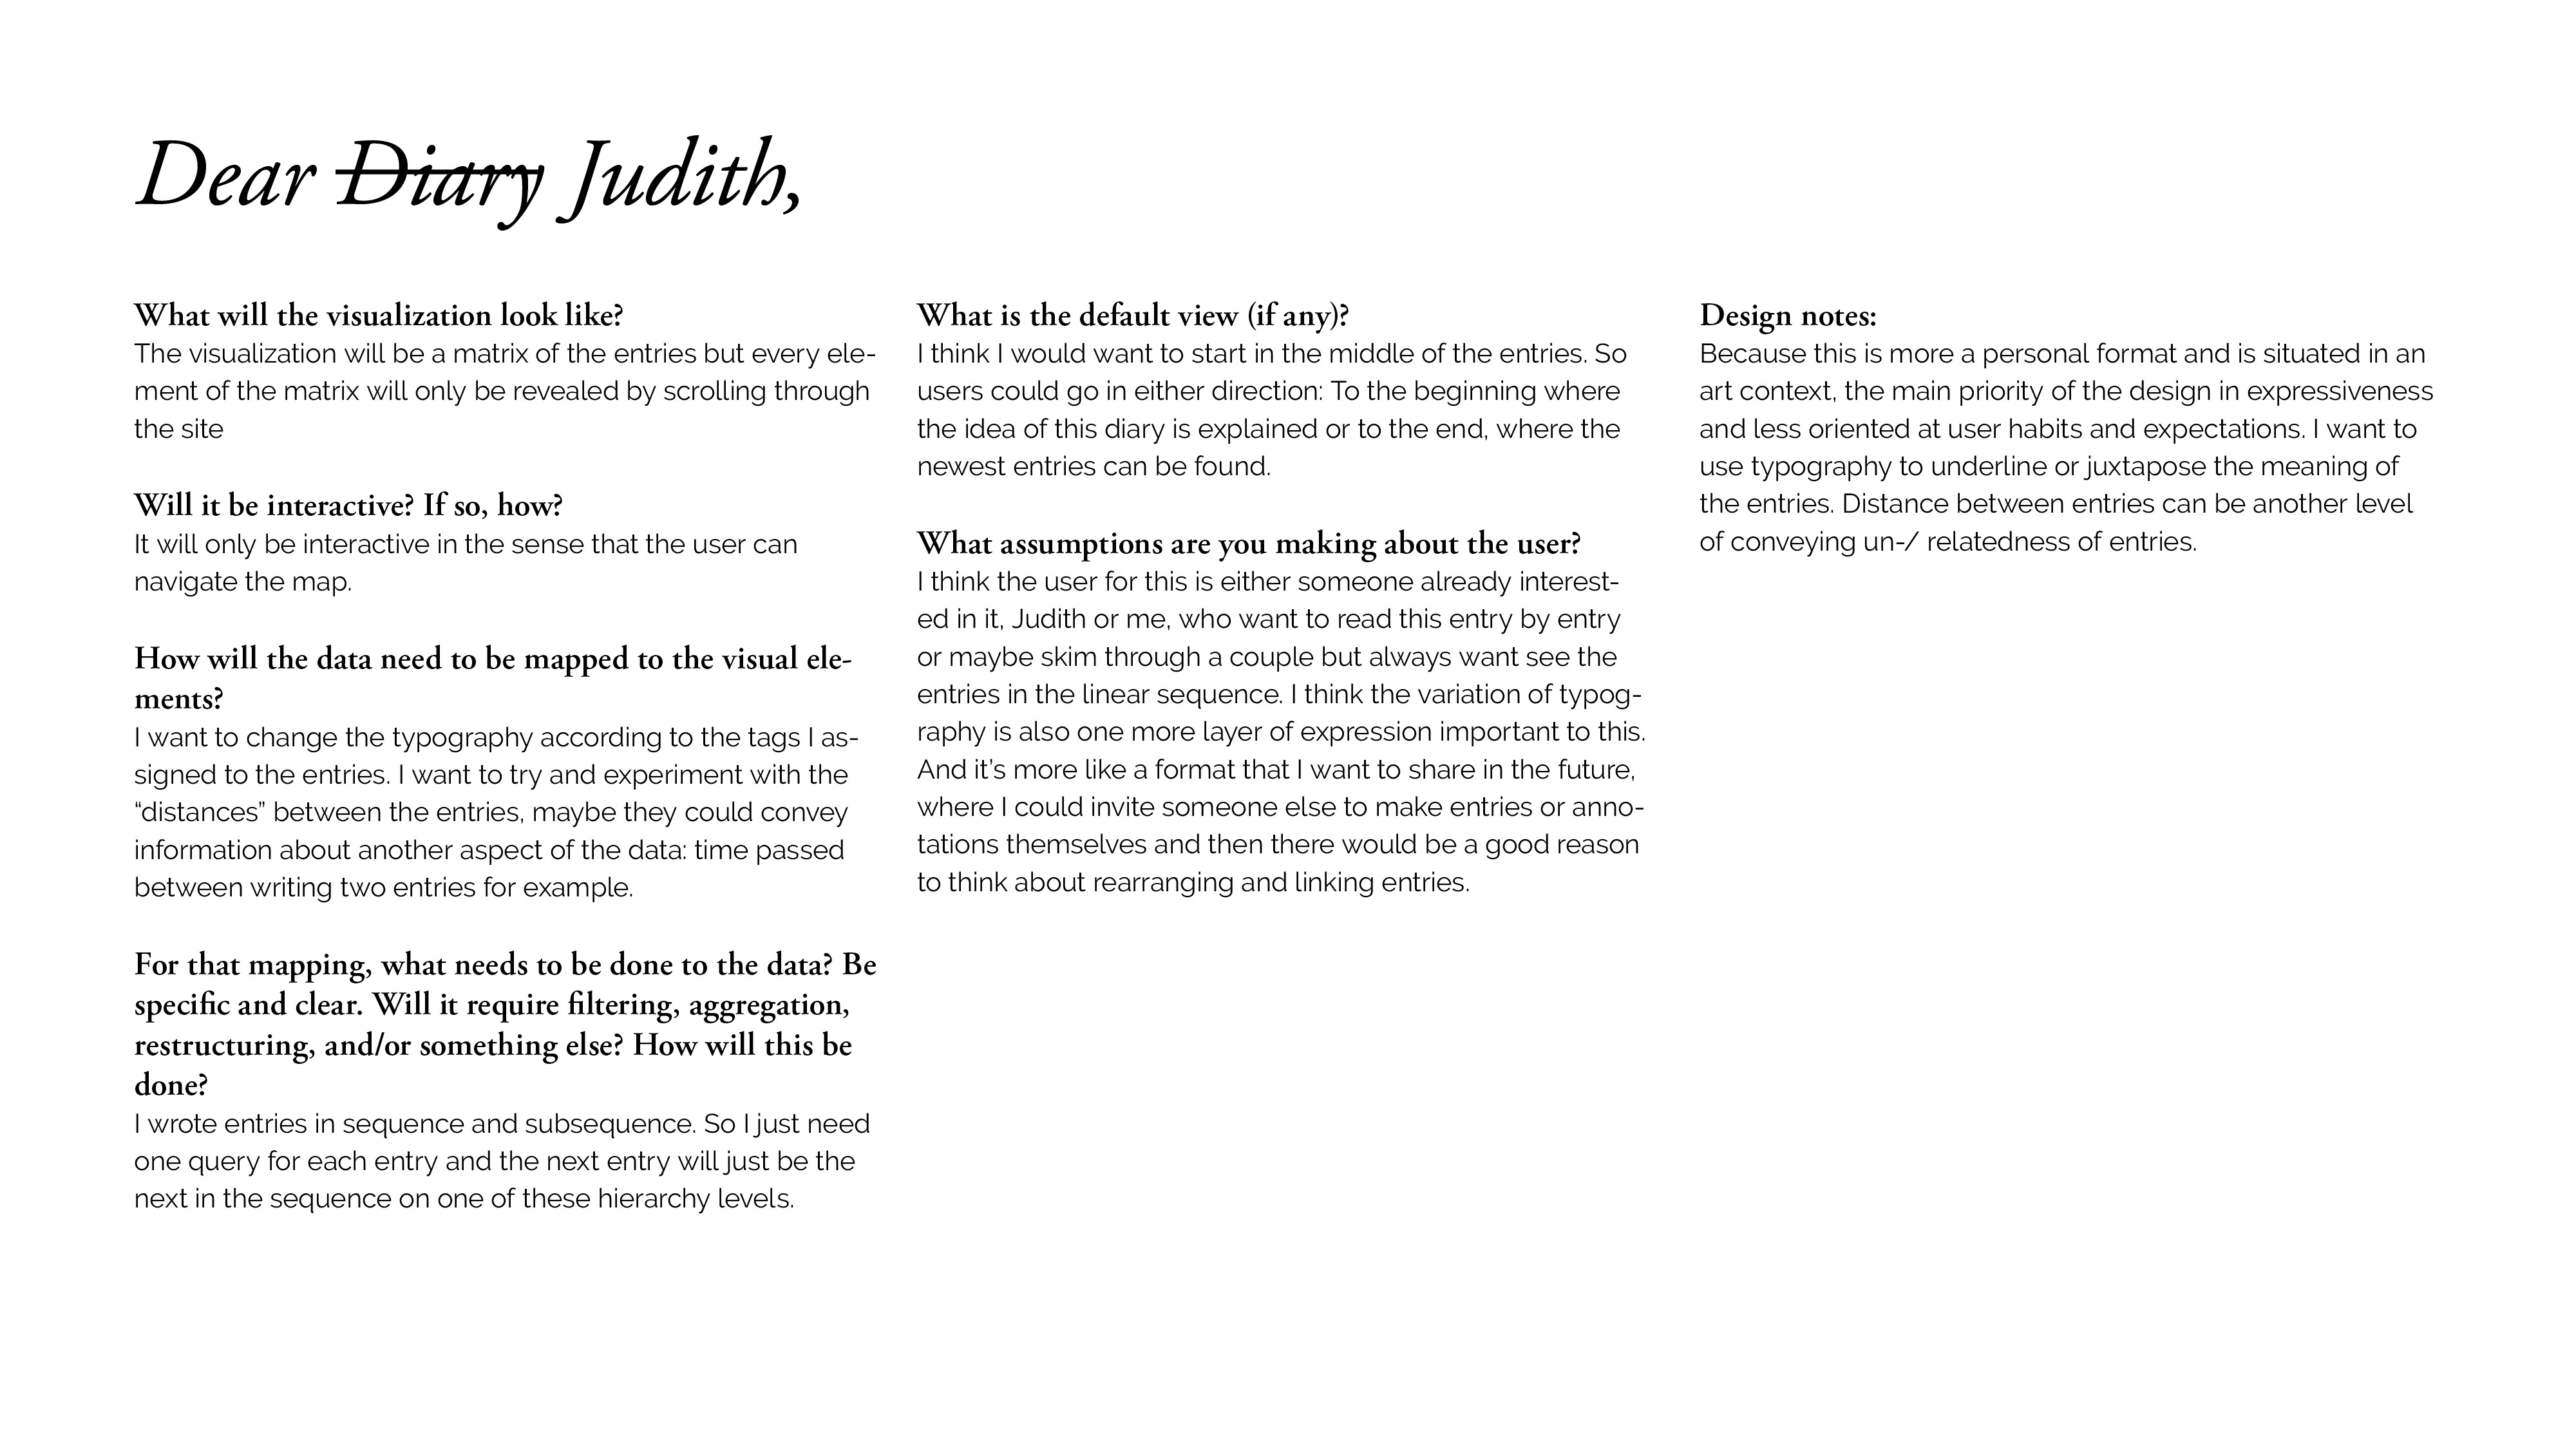 Dear Diary Judith,
What will the visualization look like?
The visualization will be a matrix of the entries but every ele-
ment of the matrix will only be revealed by scrolling through
the site
Will it be interactive? If so, how?
It will only be interactive in the sense that the user can
navigate the map.
How will the data need to be mapped to the visual ele-
ments?
I want to change the typography according to the tags I as-
signed to the entries. I want to try and experiment with the
“distances” between the entries, maybe they could convey
information about another aspect of the data: time passed
between writing two entries for example.
For that mapping, what needs to be done to the data? Be
specific and clear. Will it require filtering, aggregation,
restructuring, and/or something else? How will this be
done?
I wrote entries in sequence and subsequence. So I just need
one query for each entry and the next entry will just be the
next in the sequence on one of these hierarchy levels.
What is the default view (if any)?
I think I would want to start in the middle of the entries. So
users could go in either direction: To the beginning where
the idea of this diary is explained or to the end, where the
newest entries can be found.
What assumptions are you making about the user?
I think the user for this is either someone already interest-
ed in it, Judith or me, who want to read this entry by entry
or maybe skim through a couple but always want see the
entries in the linear sequence. I think the variation of typog-
raphy is also one more layer of expression important to this.
And it’s more like a format that I want to share in the future,
where I could invite someone else to make entries or anno-
tations themselves and then there would be a good reason
to think about rearranging and linking entries.
Design notes:
Because this is more a personal format and is situated in an
art context, the main priority of the design in expressiveness
and less oriented at user habits and expectations. I want to
use typography to underline or juxtapose the meaning of
the entries. Distance between entries can be another level
of conveying un-/ relatedness of entries.